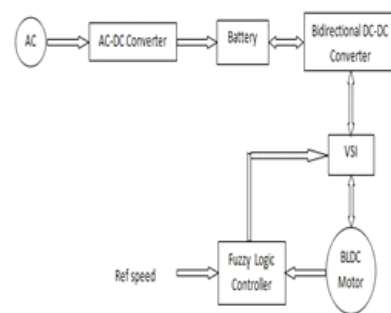 AC
AC-DC Converter
Battery
Bidirectional DC-DC
Converter
VSI
Ref speed
Fuzzy Logic
Controller
BLDC
Motor